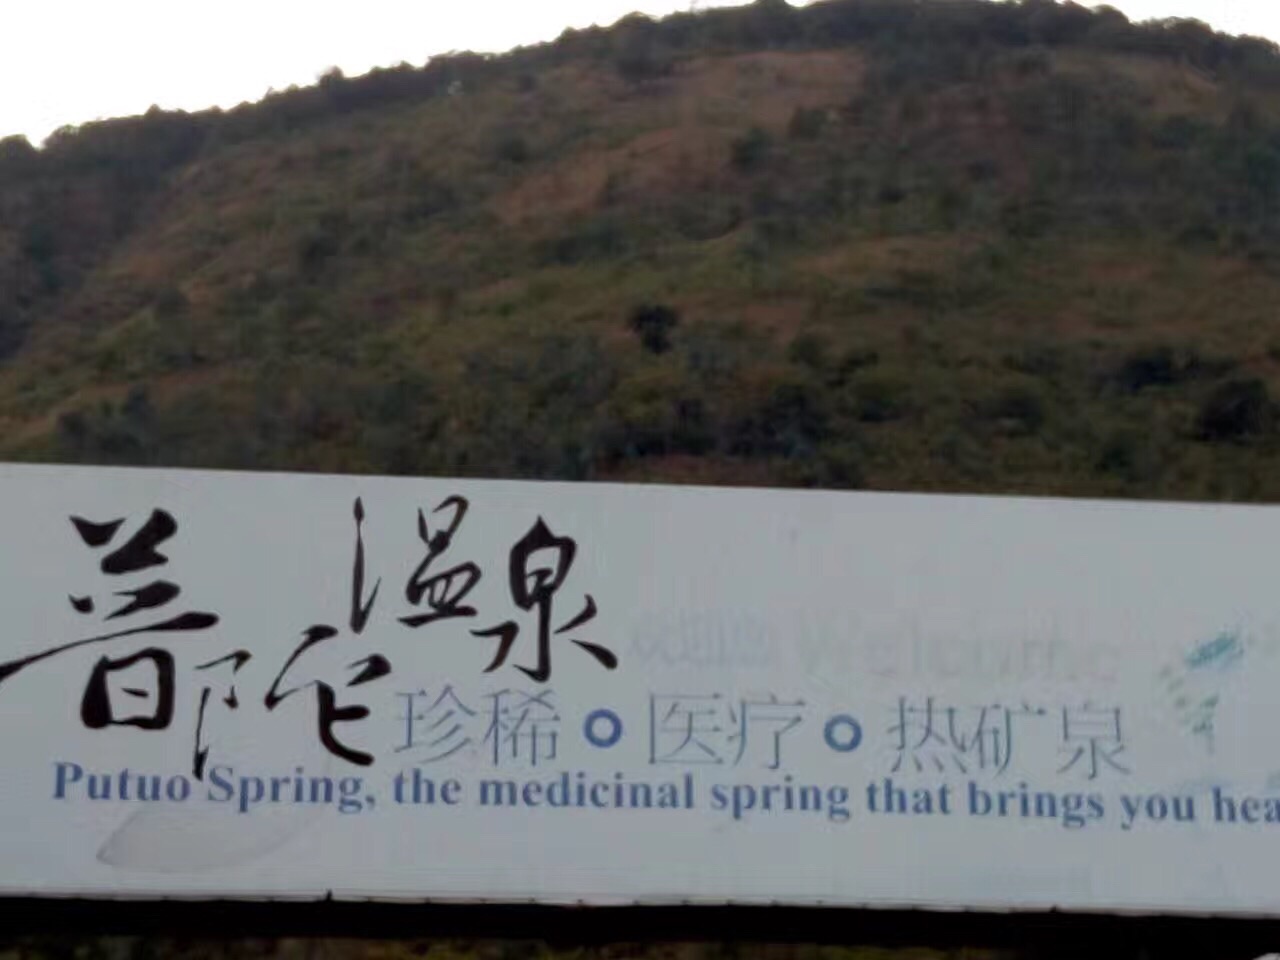 普陀温泉
珍稀 医疗 热矿泉
Putuo Spring, the medicinal spring that brings you hea